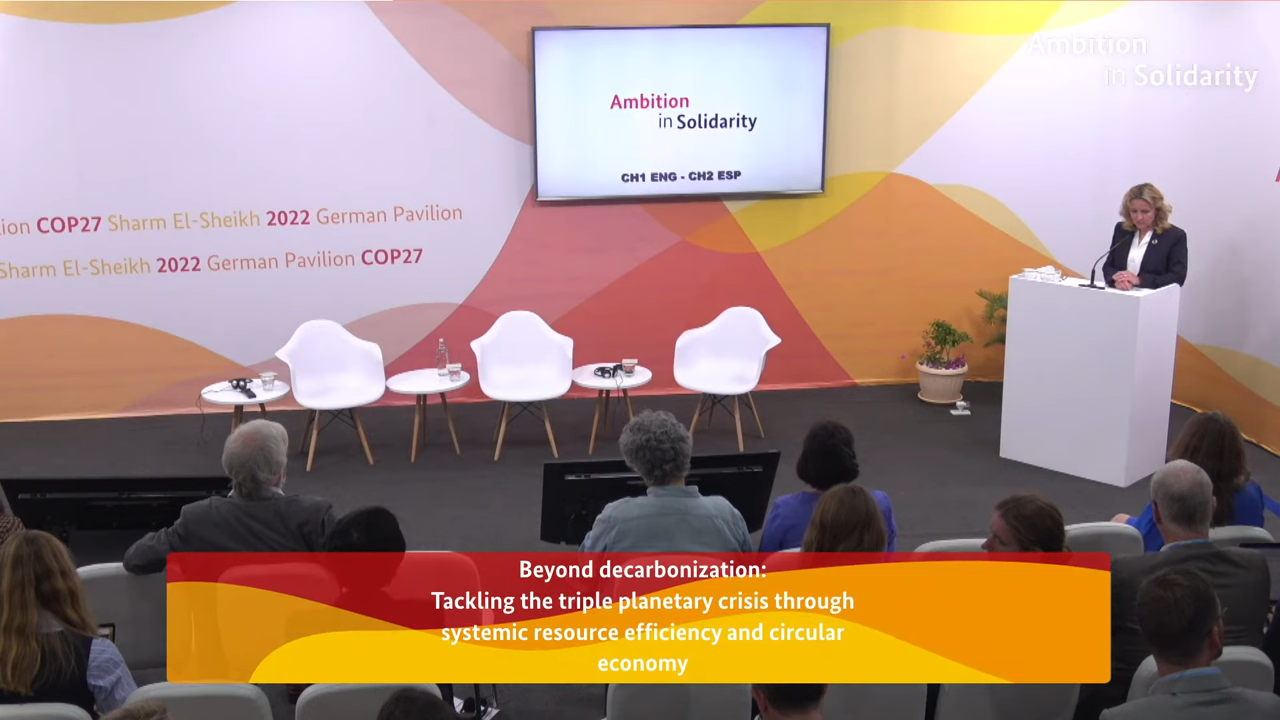 Ambition
in Solidarity
CH1 ENG - CH2 ESP
Ambition
in Solidarity
COP27 Sharm El-Sheikh 2022 German Pavilion
Sharm El-Sheikh 2022 German Pavilion COP27
Beyond decarbonization:
Tackling the triple planetary crisis through
systemic resource efficiency and circular
economy